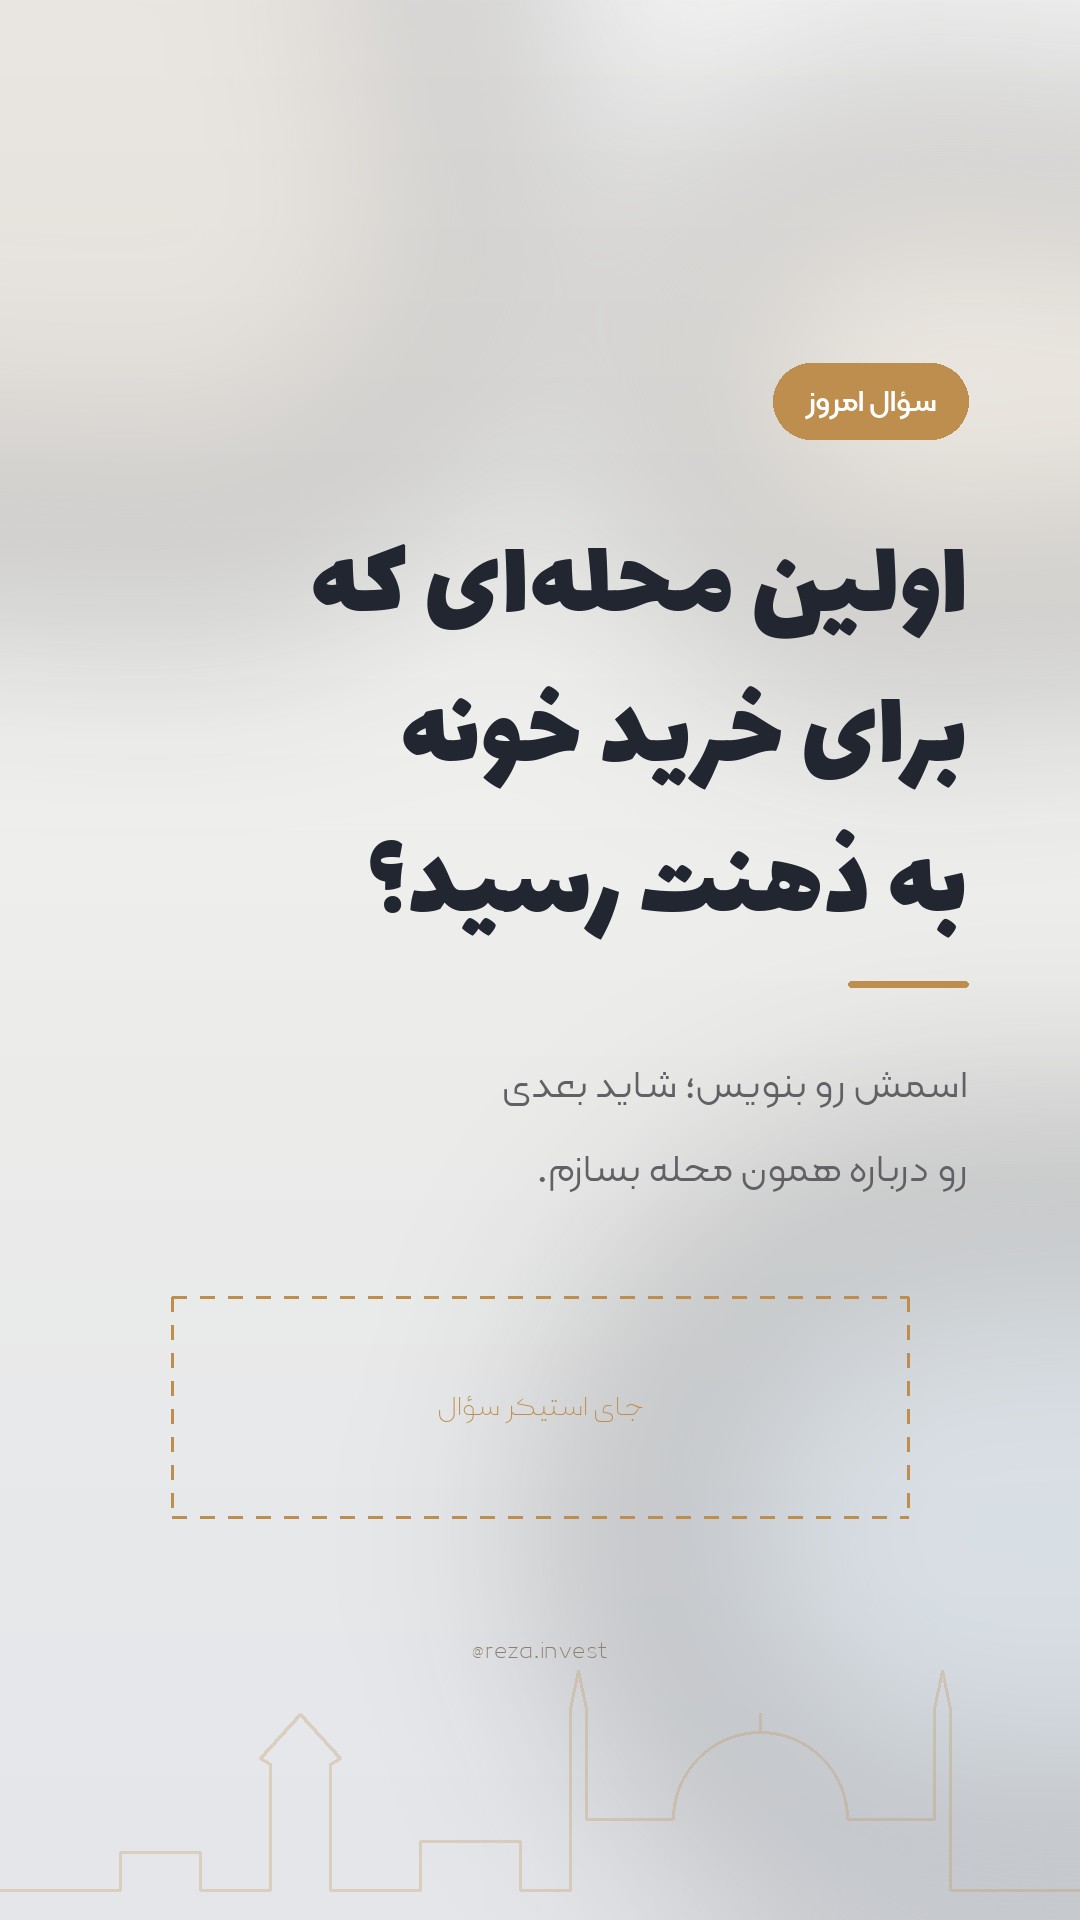 سؤال امروز
اولین محله‌ای که
برای خرید خونه
به ذهنت رسید؟
اسمش رو بنویس؛ شاید بعدی
رو درباره همون محله بسازم.
جای استیکر سؤال
@reza.invest